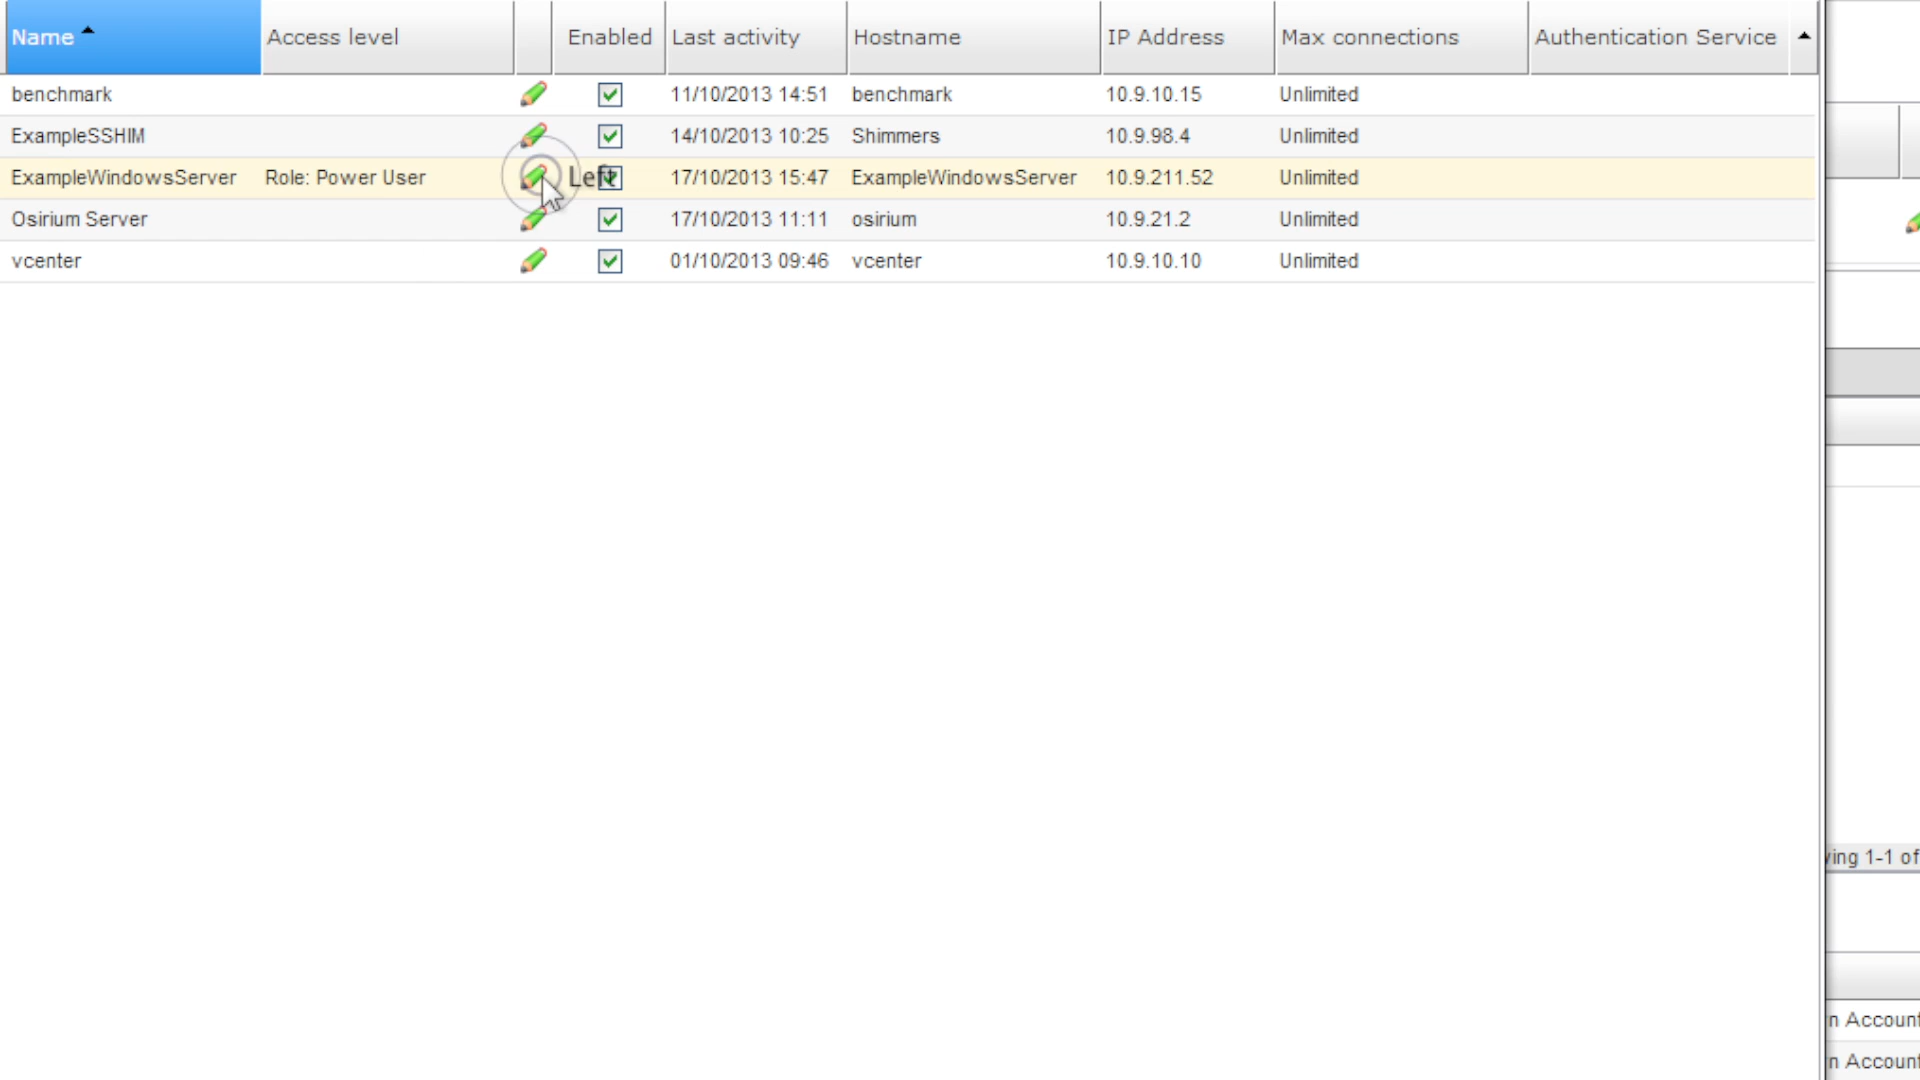 Name Access level Enabled Last activity Hostname IP Address Max connections Authentication Service
benchmark 11/10/2013 14:51 benchmark 10.9.10.15 Unlimited
ExampleSSHIM 14/10/2013 10:25 Shimmers 10.9.98.4 Unlimited
ExampleWindowsServer Role: Power User Left 17/10/2013 15:47 ExampleWindowsServer 10.9.211.52 Unlimited
Osirium Server 17/10/2013 11:11 osirium 10.9.21.2 Unlimited
vcenter 01/10/2013 09:46 vcenter 10.9.10.10 Unlimited
1-1 of
Account
Account